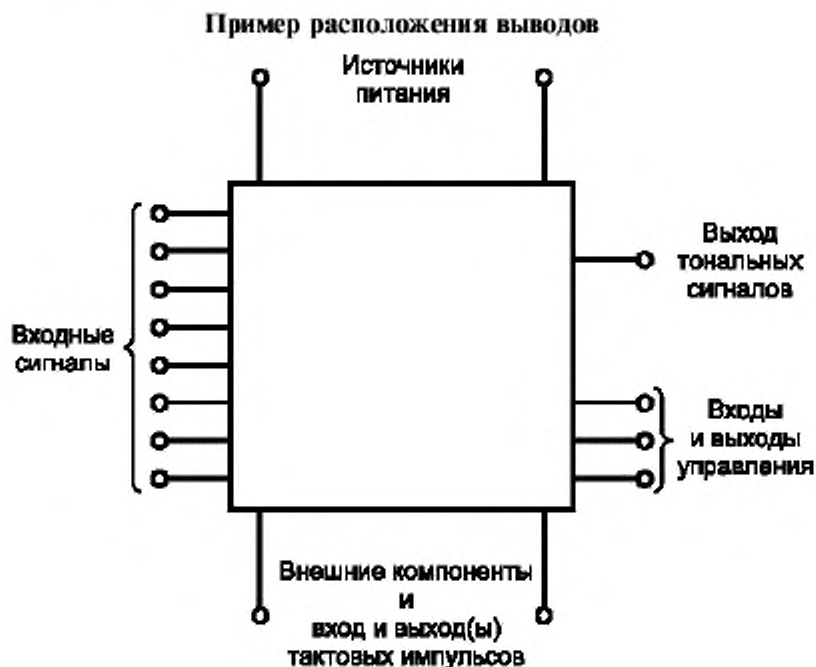 Пример расположения выводов
Источники
питания
Выход
тональных
сигналов
Входные
сигналы
Входы
и выходы
управления
Внешние компоненты
и
вход и выход(ы)
тактовых импульсов